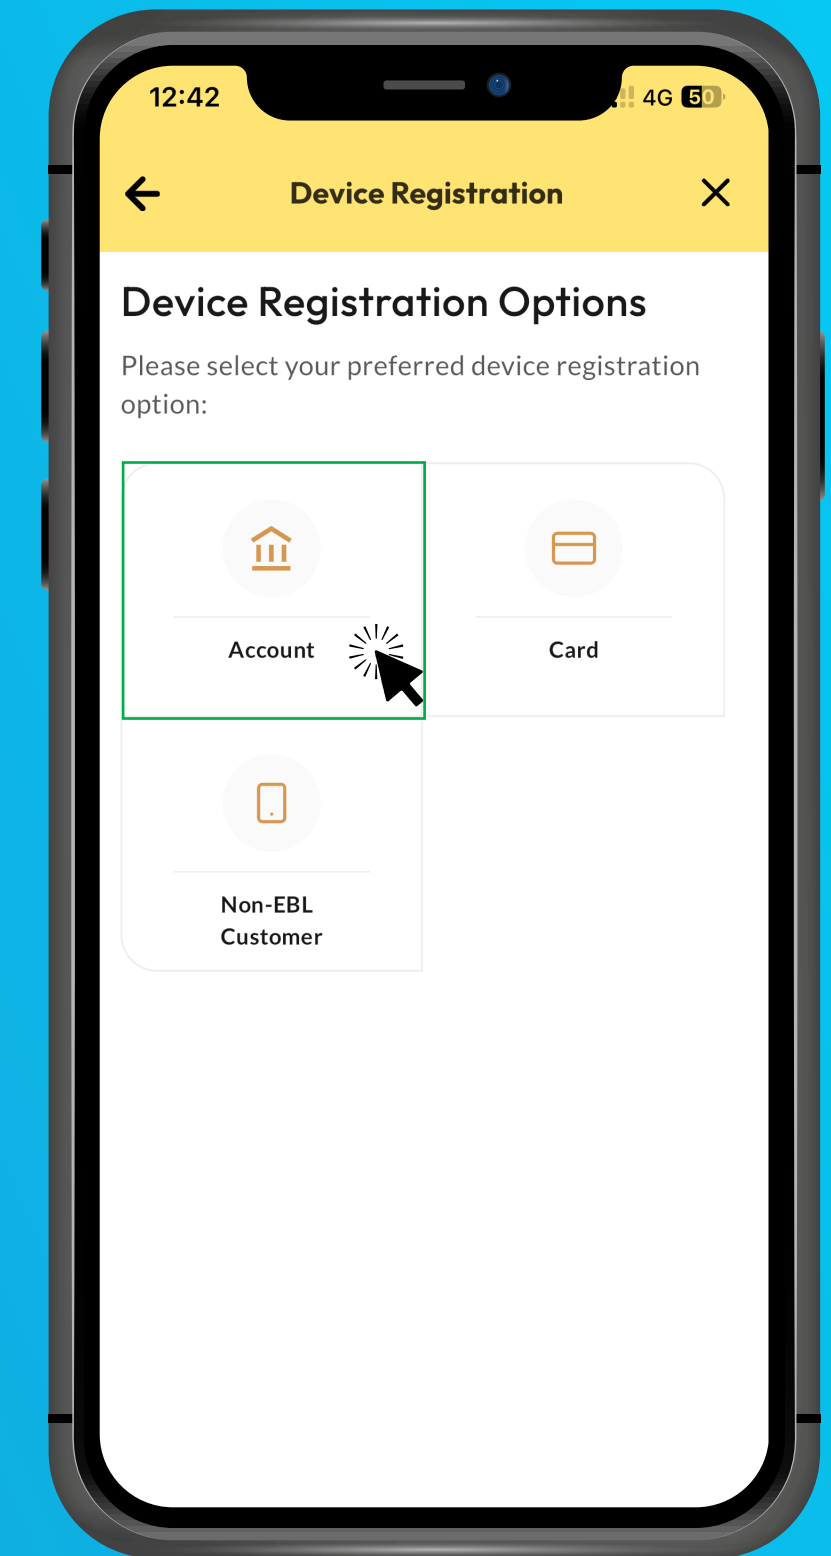 12:42
4G 50
Device Registration
Device Registration Options
Please select your preferred device registration
option:
Account
Card
Non-EBL
Customer